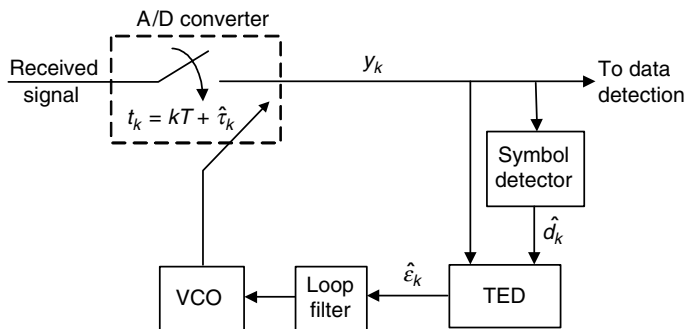 A/D converter
Received
signal
t_k = kT + τ̂_k
y_k
To data
detection
Symbol
detector
d̂_k
ε̂_k
VCO
Loop
filter
TED